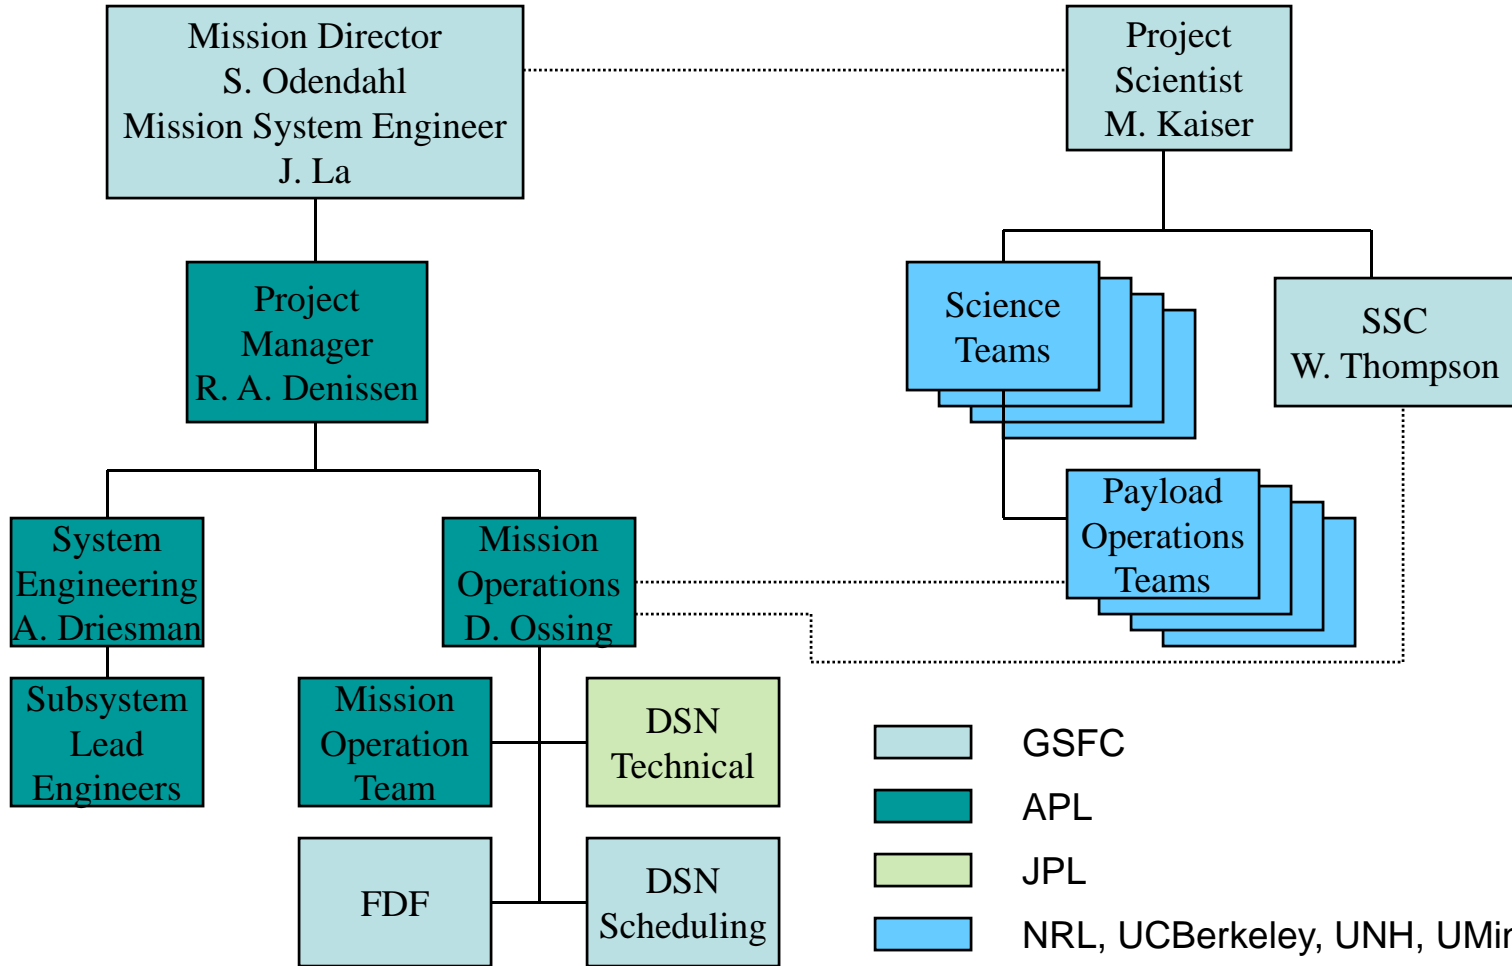 Mission Director
S. Odendahl
Mission System Engineer
J. La
Project
Scientist
M. Kaiser
Project
Manager
R. A. Denissen
Science
Teams
SSC
W. Thompson
System
Engineering
A. Driesman
Mission
Operations
D. Ossing
Payload
Operations
Teams
Subsystem
Lead
Engineers
Mission
Operation
Team
DSN
Technical
FDF
DSN
Scheduling
GSFC
APL
JPL
NRL, UCBerkeley, UNH,